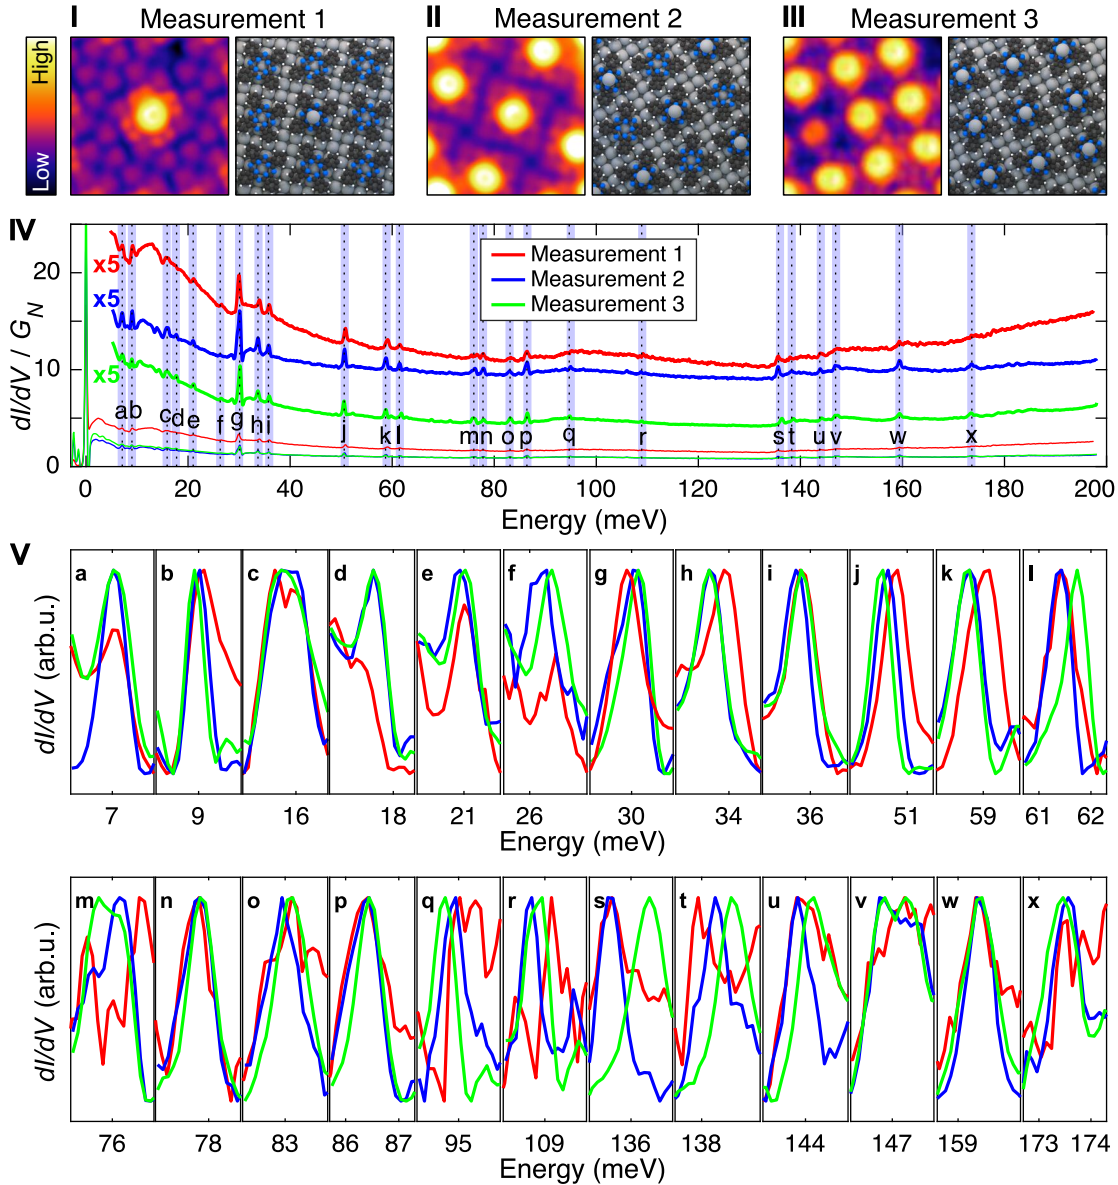 I Measurement 1 II Measurement 2 III Measurement 3
High
Low
IV
dI/dV / G_N
20
10
0
x5
x5
x5
Measurement 1
Measurement 2
Measurement 3
a b c d e f g h i j k l m n o p q r s t u v w x
0 20 40 60 80 100 120 140 160 180 200
Energy (meV)
V
dI/dV (arb.u.)
a b c d e f g h i j k l
7 9 16 18 21 26 30 34 36 51 59 61 62
Energy (meV)
dI/dV (arb.u.)
m n o p q r s t u v w x
76 78 83 86 87 95 109 136 138 144 147 159 173 174
Energy (meV)